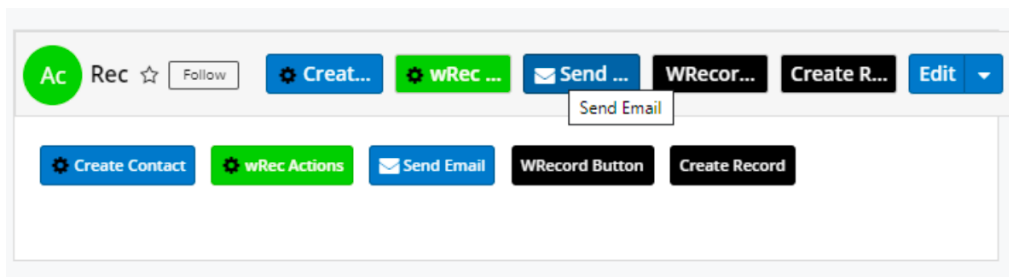 Ac Rec Follow Creat... wRec ... Send ... WRecor... Create R... Edit
Send Email
Create Contact wRec Actions Send Email WRecord Button Create Record